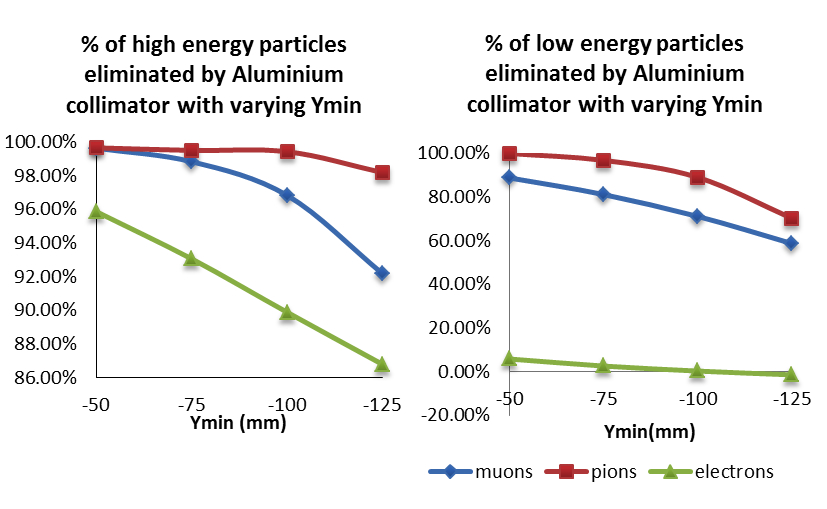 % of high energy particles
eliminated by Aluminium
collimator with varying Ymin
100.00%
98.00%
96.00%
94.00%
92.00%
90.00%
88.00%
86.00%
-50
-75
-100
-125
Ymin (mm)
% of low energy particles
eliminated by Aluminium
collimator with varying Ymin
100.00%
80.00%
60.00%
40.00%
20.00%
0.00%
-20.00%
-50
-75
-100
-125
Ymin(mm)
muons
pions
electrons